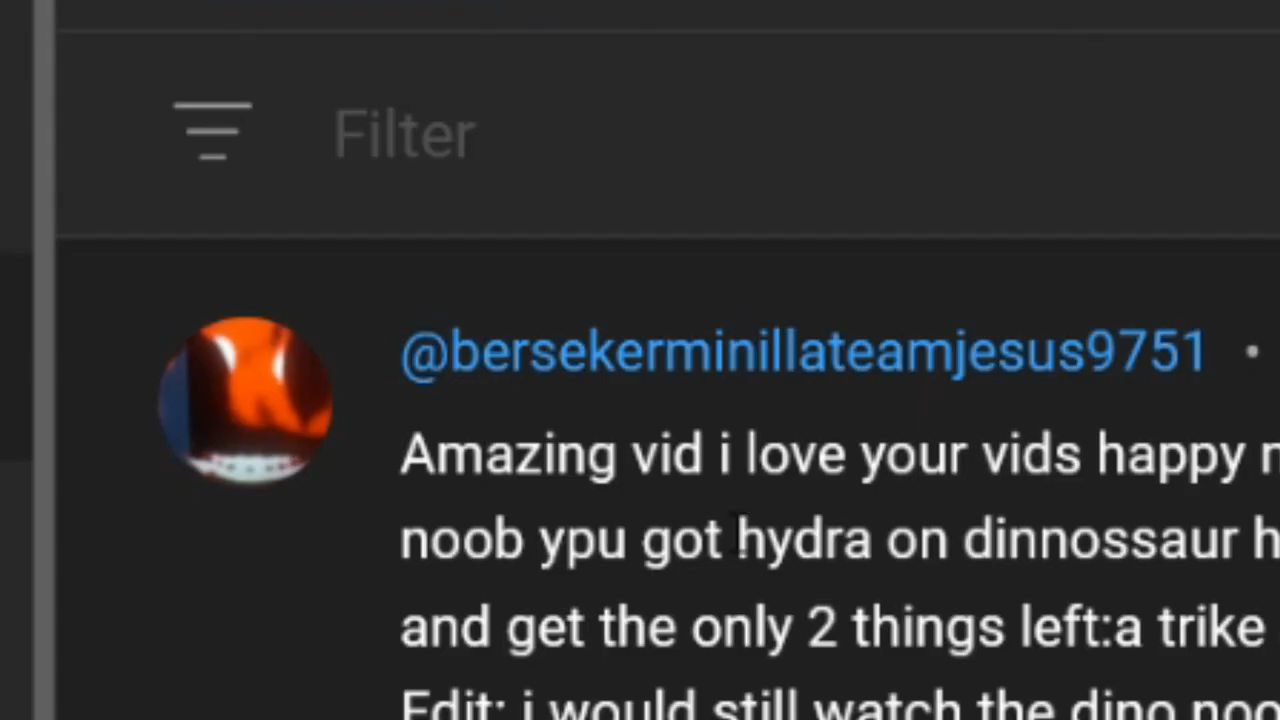 Filter
@bersekerminillateamjesus9751 •
Amazing vid i love your vids happy
noob ypu got hydra on dinnossaur
and get the only 2 things left:a trike
Edit: i would still watch the dino